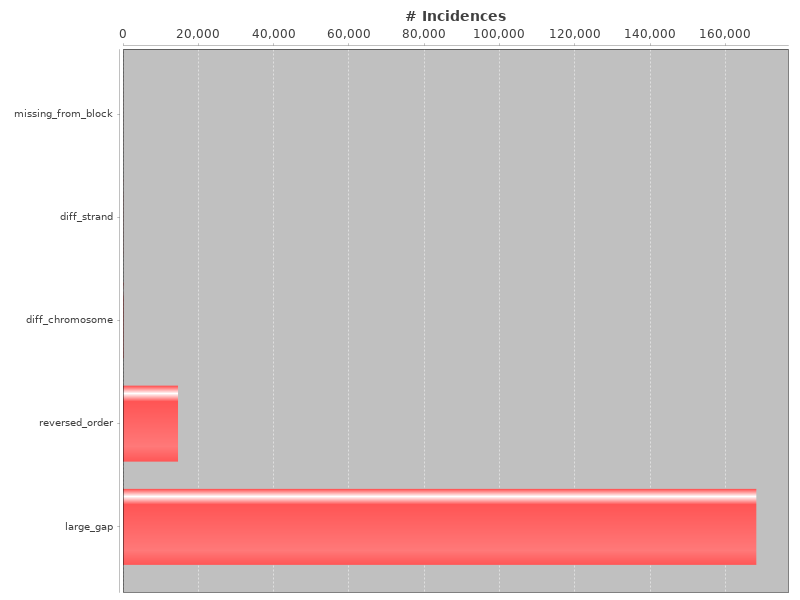 # Incidences
0 20,000 40,000 60,000 80,000 100,000 120,000 140,000 160,000
missing_from_block
diff_strand
diff_chromosome
reversed_order
large_gap